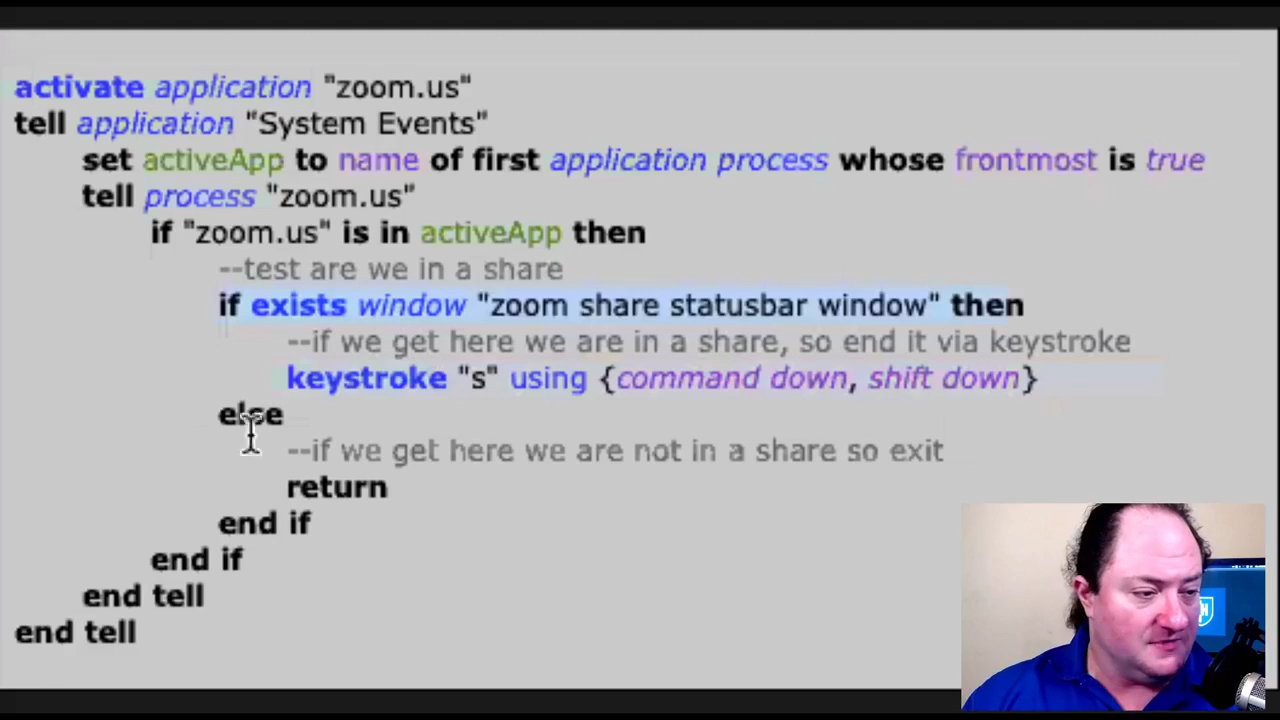 activate application "zoom.us"
tell application "System Events"
set activeApp to name of first application process whose frontmost is true
tell process "zoom.us"
if "zoom.us" is in activeApp then
--test are we in a share
if exists window "zoom share statusbar window" then
--if we get here we are in a share, so end it via keystroke
keystroke "s" using {command down, shift down}
else
--if we get here we are not in a share so exit
return
end if
end if
end tell
end tell